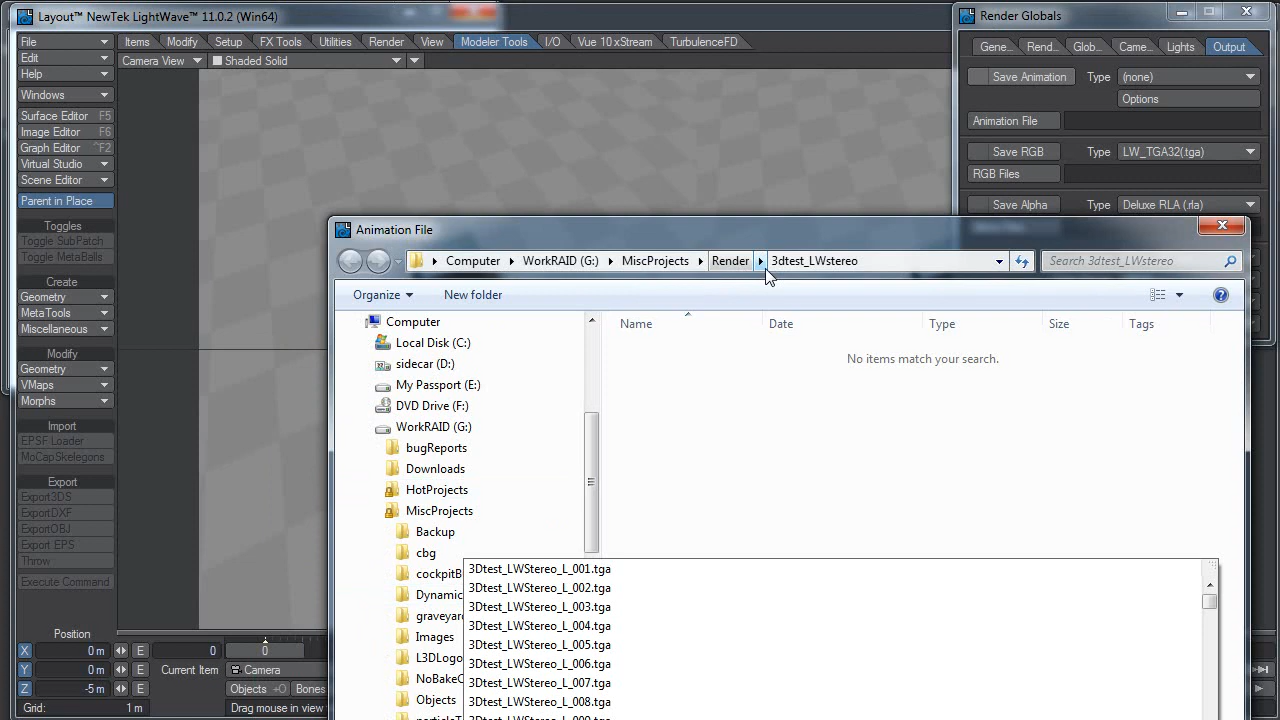 Layout™ NewTek LightWave™ 11.0.2 (Win64)
Render Globals
File
Items Modify Setup FX Tools Utilities Render View Modeler Tools I/O Vue 10 xStream TurbulenceFD
Gene... Rend... Glob... Came... Lights Output
Edit
Camera View Shaded Solid
Help
Save Animation Type (none)
Windows
Options
Surface Editor F5
Animation File
Image Editor F6
Graph Editor ^F2
Save RGB Type LW_TGA32(.tga)
Virtual Studio
RGB Files
Scene Editor
Parent in Place
Save Alpha Type Deluxe RLA (.rla)
Toggles
Animation File
Toggle SubPatch
Toggle MetaBalls
Computer WorkRAID (G:) MiscProjects Render 3dtest_LWstereo Search 3dtest_LWstereo
Create
Geometry
Organize New folder
MetaTools
Miscellaneous
Computer
Name Date Type Size Tags
Local Disk (C:)
Modify
No items match your search.
Geometry
sidecar (D:)
VMaps
My Passport (E:)
Morphs
DVD Drive (F:)
Import
WorkRAID (G:)
EPSF Loader
bugReports
MoCapSkelegons
Downloads
Export
HotProjects
Export3DS
MiscProjects
ExportDXF
Backup
ExportOBJ
cbg
Export EPS
Throw
3Dtest_LWStereo_L_001.tga
cockpitB
Execute Command
3Dtest_LWStereo_L_002.tga
Dynamic
3Dtest_LWStereo_L_003.tga
graveyard
3Dtest_LWStereo_L_004.tga
Position
Images
3Dtest_LWStereo_L_005.tga
X 0 m E 0 0
L3DLogo
3Dtest_LWStereo_L_006.tga
Y 0 m E Current Item Camera
NoBakeC
3Dtest_LWStereo_L_007.tga
Z -5 m E Objects +O Bones
Objects
3Dtest_LWStereo_L_008.tga
Grid: 1 m Drag mouse in view
3Dtest_LWStereo_L_009.tga